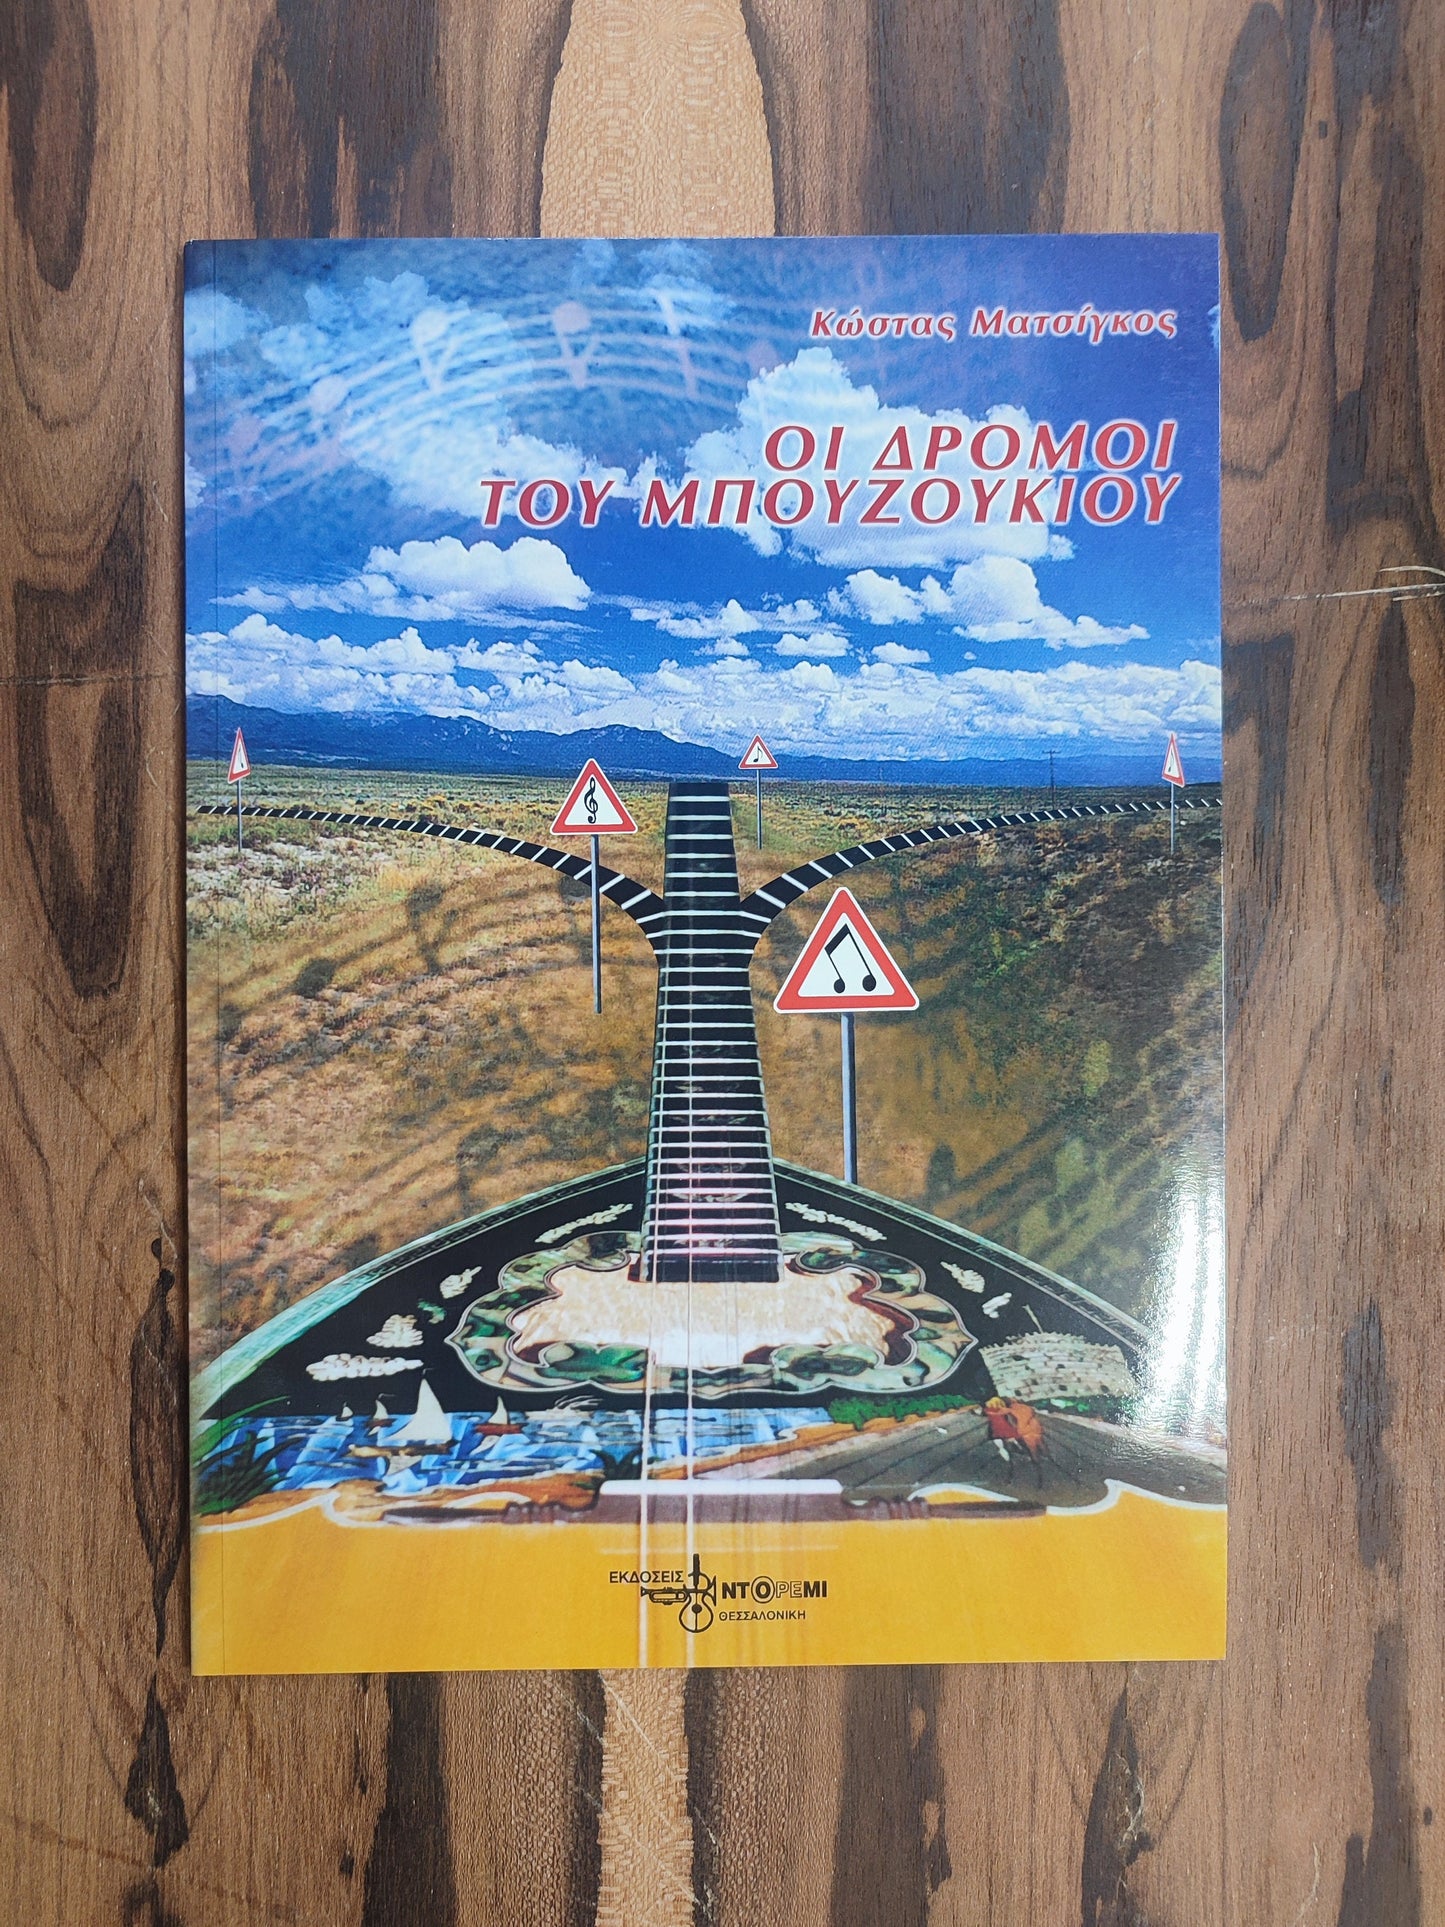 Κώστας Ματσίγκος
ΟΙ ΔΡΟΜΟΙ
ΤΟΥ ΜΠΟΥΖΟΥΚΙΟΥ
ΕΚΔΟΣΕΙΣ
ΝΤΟΡΕΜΙ
ΘΕΣΣΑΛΟΝΙΚΗ